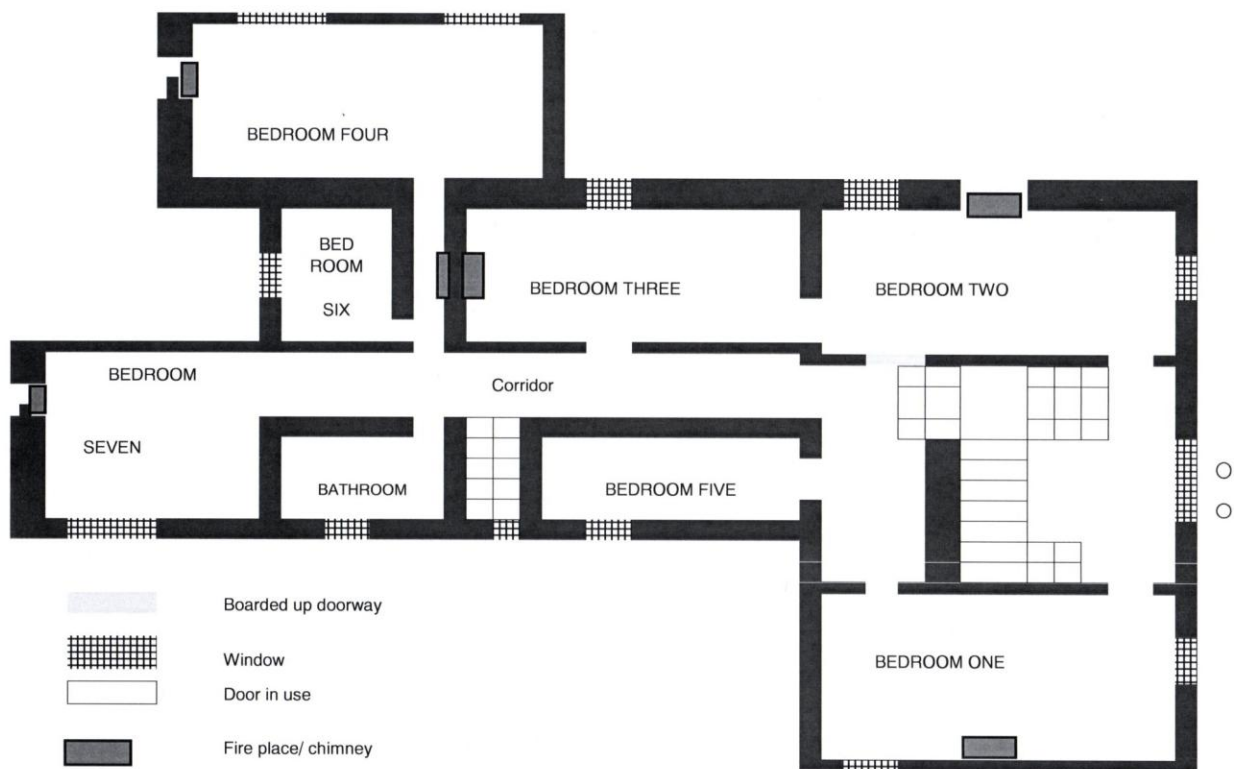 BEDROOM FOUR
BED
ROOM
SIX
BEDROOM THREE
BEDROOM TWO
BEDROOM
SEVEN
Corridor
BATHROOM
BEDROOM FIVE
BEDROOM ONE
Boarded up doorway
Window
Door in use
Fire place/ chimney